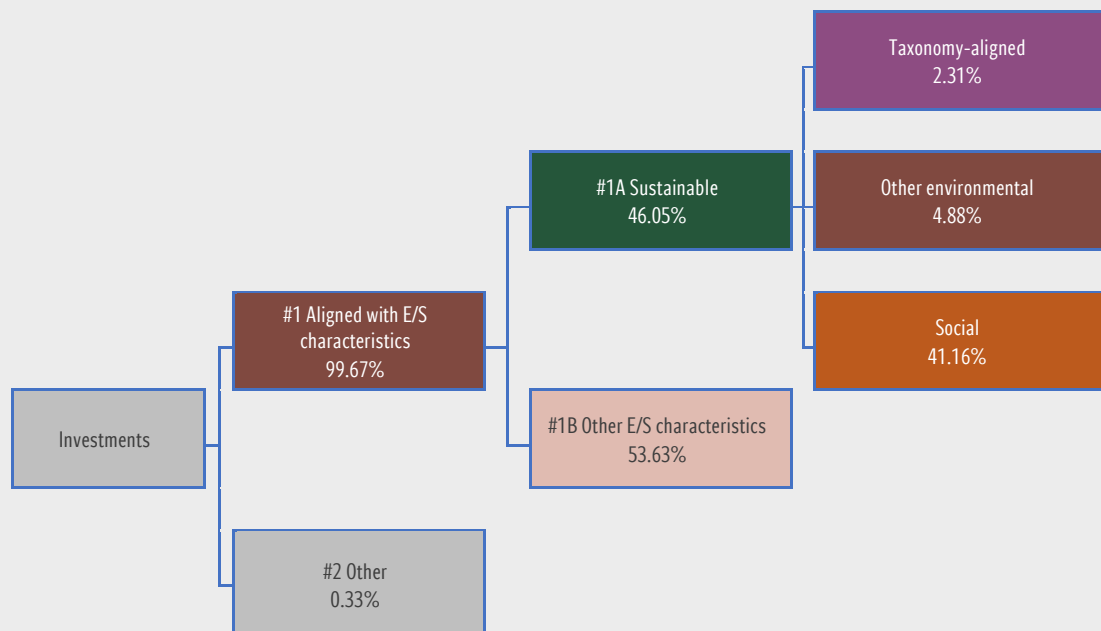 Taxonomy-aligned
2.31%
#1A Sustainable
46.05%
Other environmental
4.88%
#1 Aligned with E/S
characteristics
99.67%
Social
41.16%
Investments
#1B Other E/S characteristics
53.63%
#2 Other
0.33%